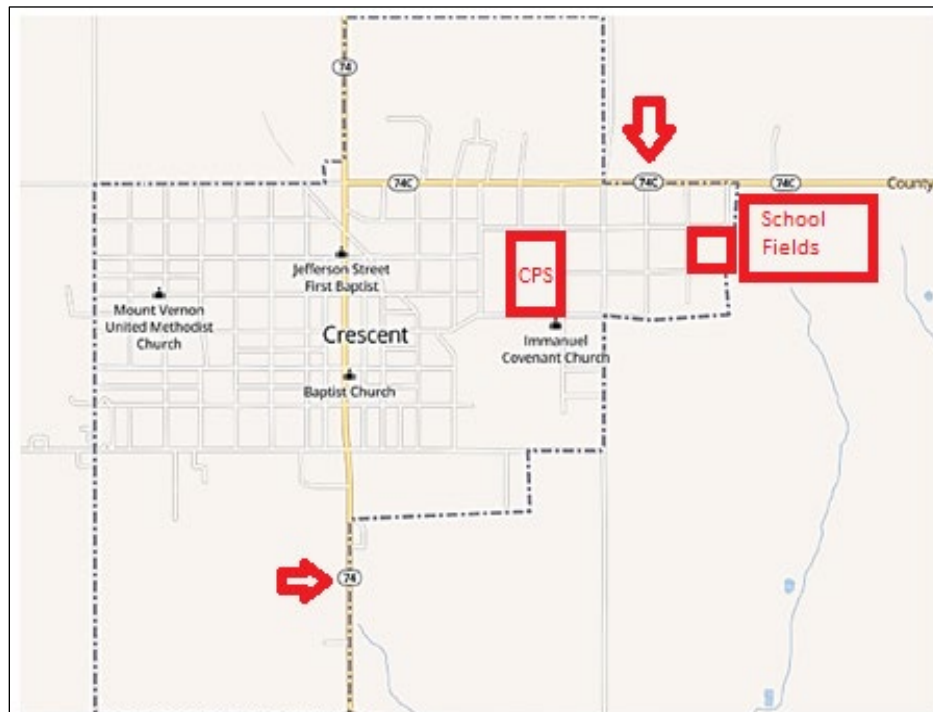 74
74C
74C
County
School
Fields
Jefferson Street
First Baptist
CPS
Mount Vernon
United Methodist
Church
Crescent
Immanuel
Covenant Church
Baptist Church
74